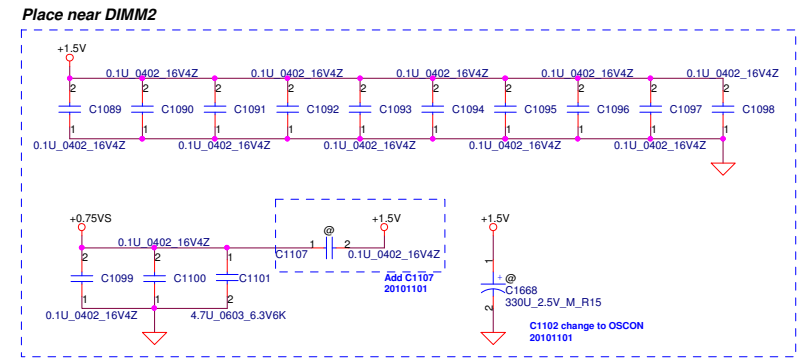 Place near DIMM2
+1.5V
0.1U_0402_16V4Z 0.1U_0402_16V4Z 0.1U_0402_16V4Z 0.1U_0402_16V4Z 0.1U_0402_16V4Z
2 2 2 2 2 2 2 2 2 2
C1089 C1090 C1091 C1092 C1093 C1094 C1095 C1096 C1097 C1098
1 1 1 1 1 1 1 1 1 1
0.1U_0402_16V4Z 0.1U_0402_16V4Z 0.1U_0402_16V4Z 0.1U_0402_16V4Z 0.1U_0402_16V4Z
+0.75VS @ +1.5V +1.5V
0.1U_0402_16V4Z 1 2
C1107 0.1U_0402_16V4Z
2 2 1 1
C1099 C1100 C1101
Add C1107
20101101
+ @
C1668
330U_2.5V_M_R15
1 1 2 2
0.1U_0402_16V4Z 4.7U_0603_6.3V6K
C1102 change to OSCON
20101101